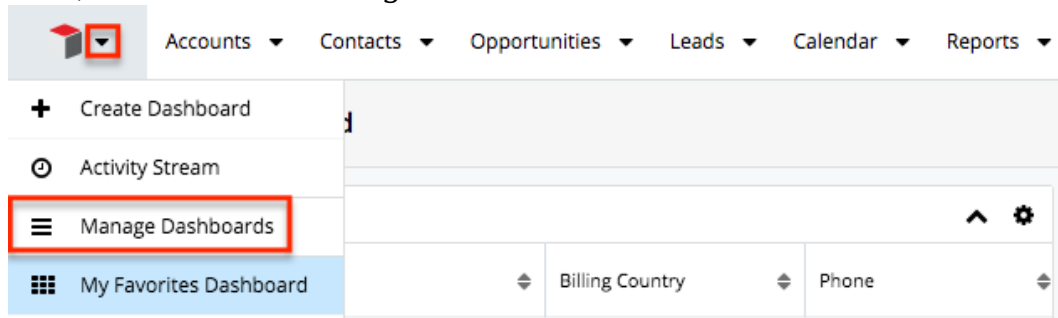 Accounts Contacts Opportunities Leads Calendar Reports
Create Dashboard
Activity Stream
Manage Dashboards
My Favorites Dashboard Billing Country Phone